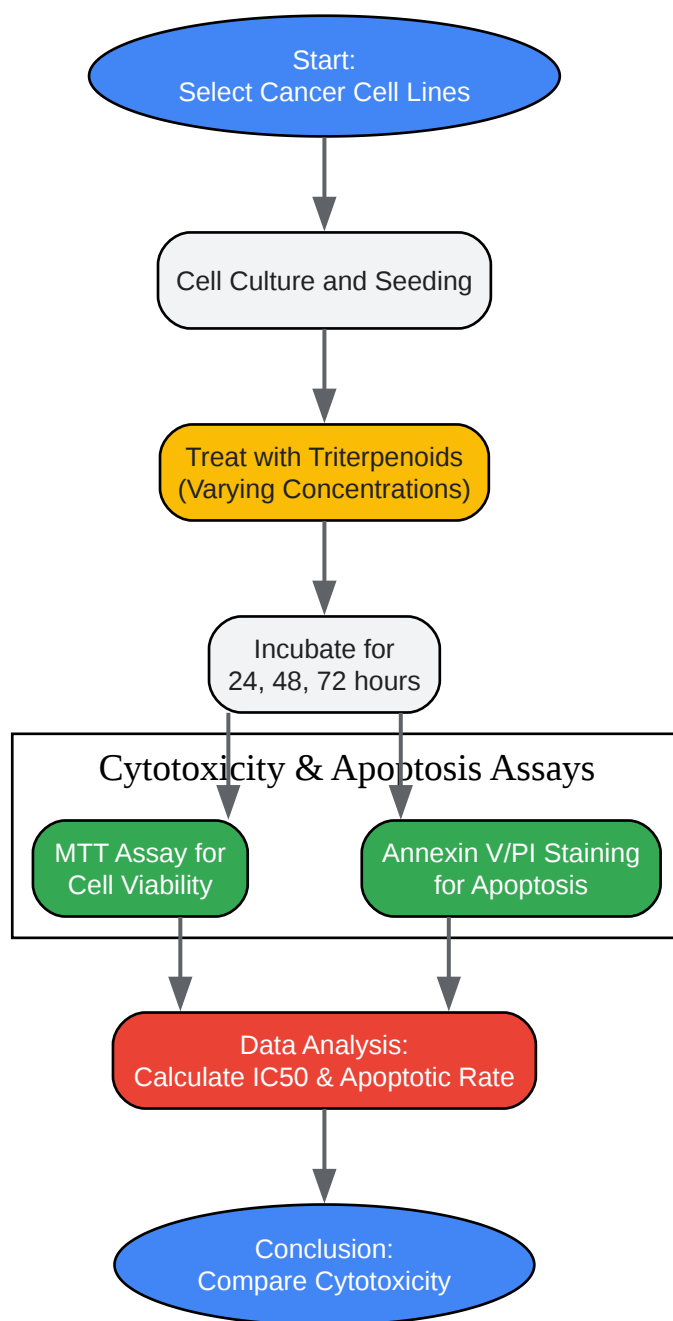 Start:
Select Cancer Cell Lines
Cell Culture and Seeding
Treat with Triterpenoids
(Varying Concentrations)
Incubate for
24, 48, 72 hours
Cytotoxicity & Apoptosis Assays
MTT Assay for
Cell Viability
Annexin V/PI Staining
for Apoptosis
Data Analysis:
Calculate IC50 & Apoptotic Rate
Conclusion:
Compare Cytotoxicity